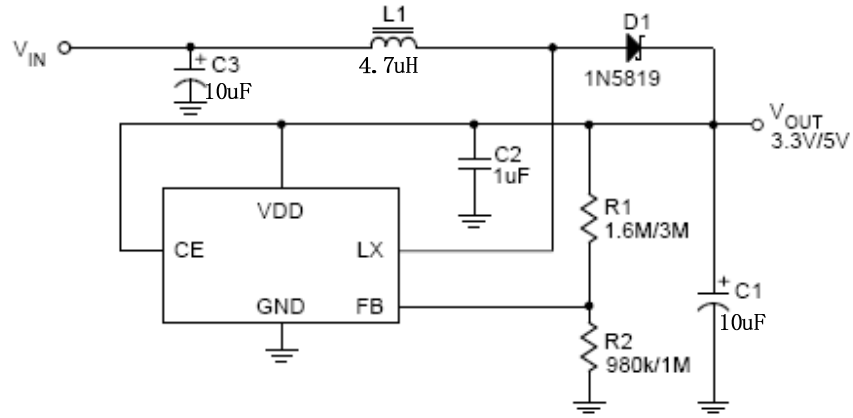 L1
D1
VIN
C3
4.7uH
10uF
1N5819
VOUT
3.3V/5V
C2
1uF
VDD
R1
1.6M/3M
CE
LX
C1
GND
FB
10uF
R2
980k/1M